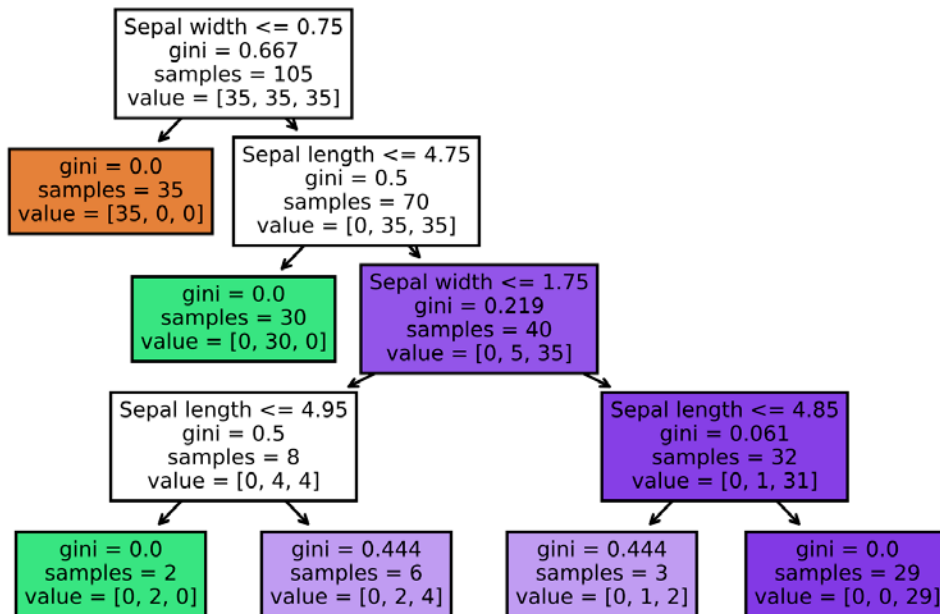 Sepal width <= 0.75
gini = 0.667
samples = 105
value = [35, 35, 35]
gini = 0.0
samples = 35
value = [35, 0, 0]
Sepal length <= 4.75
gini = 0.5
samples = 70
value = [0, 35, 35]
gini = 0.0
samples = 30
value = [0, 30, 0]
Sepal width <= 1.75
gini = 0.219
samples = 40
value = [0, 5, 35]
Sepal length <= 4.95
gini = 0.5
samples = 8
value = [0, 4, 4]
Sepal length <= 4.85
gini = 0.061
samples = 32
value = [0, 1, 31]
gini = 0.0
samples = 2
value = [0, 2, 0]
gini = 0.444
samples = 6
value = [0, 2, 4]
gini = 0.444
samples = 3
value = [0, 1, 2]
gini = 0.0
samples = 29
value = [0, 0, 29]